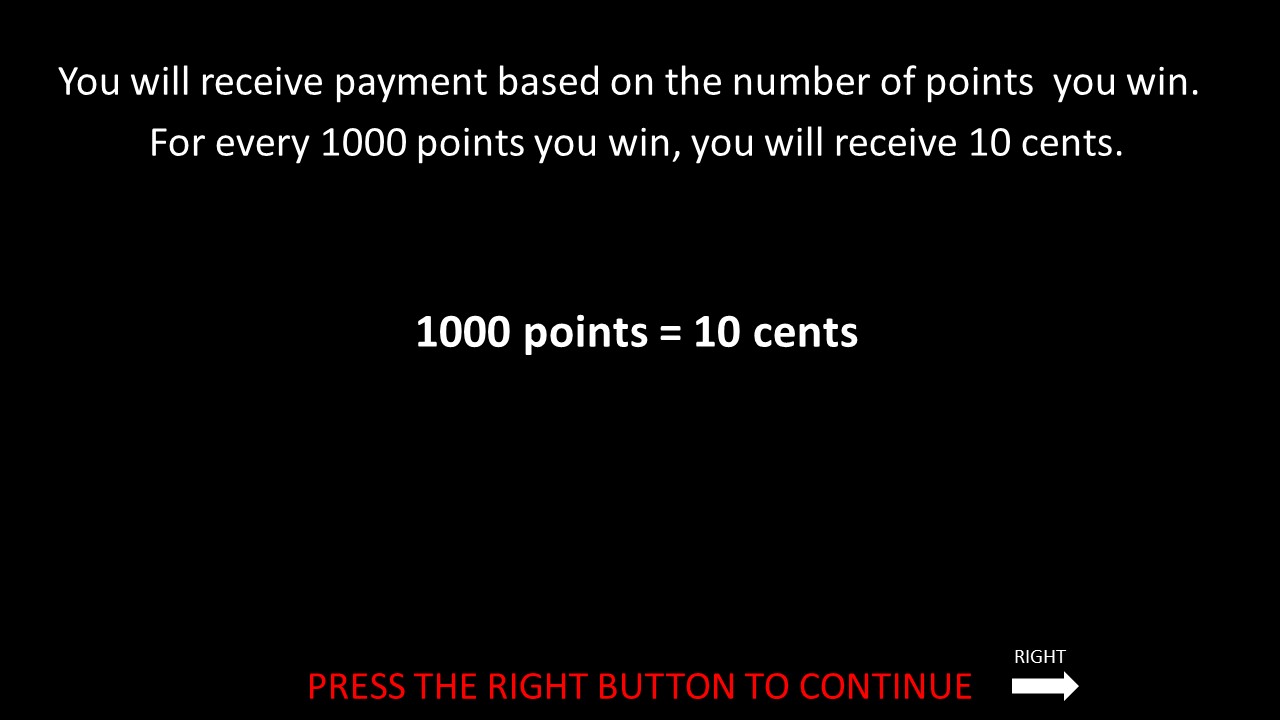 You will receive payment based on the number of points  you win.
For every 1000 points you win, you will receive 10 cents.
1000 points = 10 cents
RIGHT
PRESS THE RIGHT BUTTON TO CONTINUE